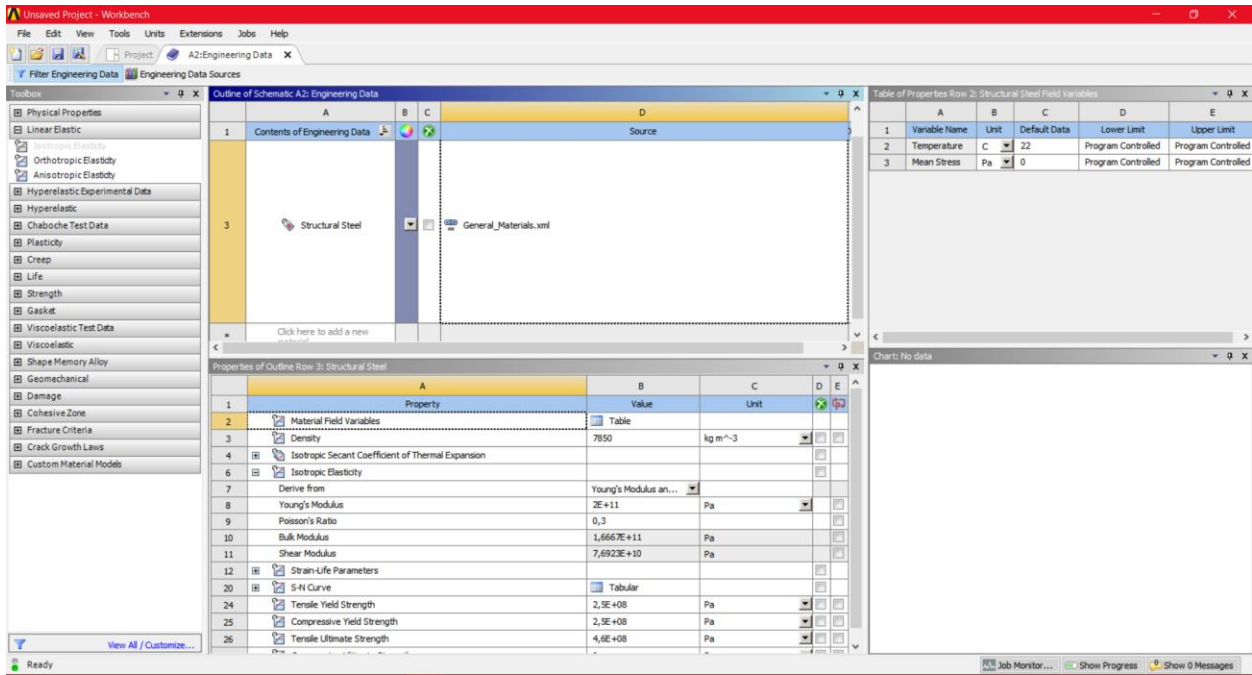 Unsaved Project - Workbench
File Edit View Tools Units Extensions Jobs Help
Project A2:Engineering Data X
Filter Engineering Data Engineering Data Sources
Toolbox
Physical Properties
Linear Elastic
Isotropic Elasticity
Orthotropic Elasticity
Anisotropic Elasticity
Hyperelastic Experimental Data
Hyperelastic
Chaboche Test Data
Plasticity
Creep
Life
Strength
Gasket
Viscoelastic Test Data
Viscoelastic
Shape Memory Alloy
Geomechanical
Damage
Cohesive Zone
Fracture Criteria
Crack Growth Laws
Custom Material Models
View All / Customize...
Outline of Schematic A2: Engineering Data
A B C D
1 Contents of Engineering Data Source
3 Structural Steel General_Materials.xml
* Click here to add a new
Properties of Outline Row 3: Structural Steel
A B C D E
1 Property Value Unit
2 Material Field Variables Table
3 Density 7850 kg m^-3
4 Isotropic Secant Coefficient of Thermal Expansion
6 Isotropic Elasticity
7 Derive from Young's Modulus an...
8 Young's Modulus 2E+11 Pa
9 Poisson's Ratio 0,3
10 Bulk Modulus 1,6667E+11 Pa
11 Shear Modulus 7,6923E+10 Pa
12 Strain-Life Parameters
20 S-N Curve Tabular
24 Tensile Yield Strength 2,5E+08 Pa
25 Compressive Yield Strength 2,5E+08 Pa
26 Tensile Ultimate Strength 4,6E+08 Pa
Table of Properties Row 2: Structural Steel Field Variables
A B C D E
1 Variable Name Unit Default Data Lower Limit Upper Limit
2 Temperature C 22 Program Controlled Program Controlled
3 Mean Stress Pa 0 Program Controlled Program Controlled
Chart: No data
Ready
Job Monitor... Show Progress Show 0 Messages